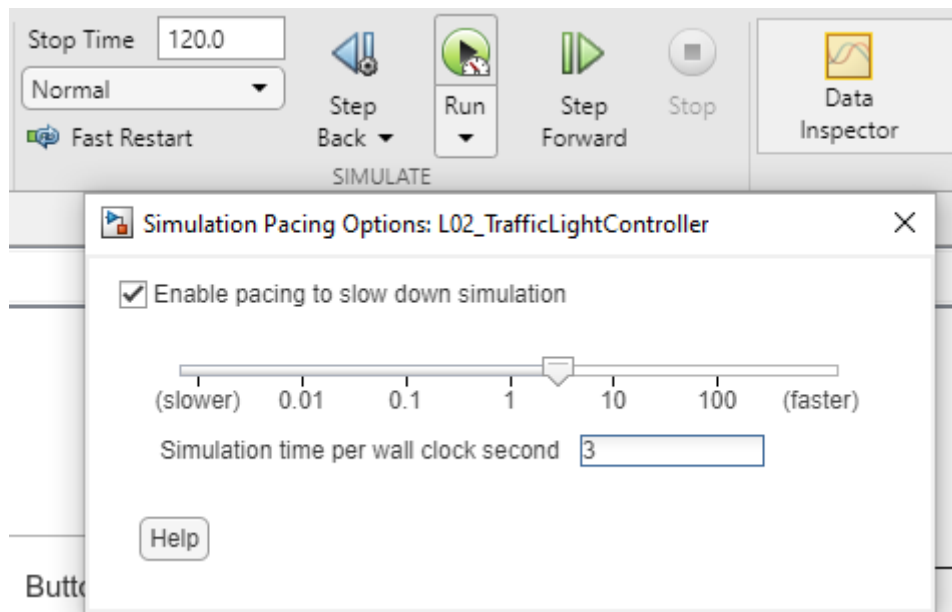 Stop Time 120.0
Normal
Fast Restart
Step Back
Run
Step Forward
Stop
Data Inspector
SIMULATE
Simulation Pacing Options: L02_TrafficLightController
Enable pacing to slow down simulation
(slower) 0.01 0.1 1 10 100 (faster)
Simulation time per wall clock second 3
Help